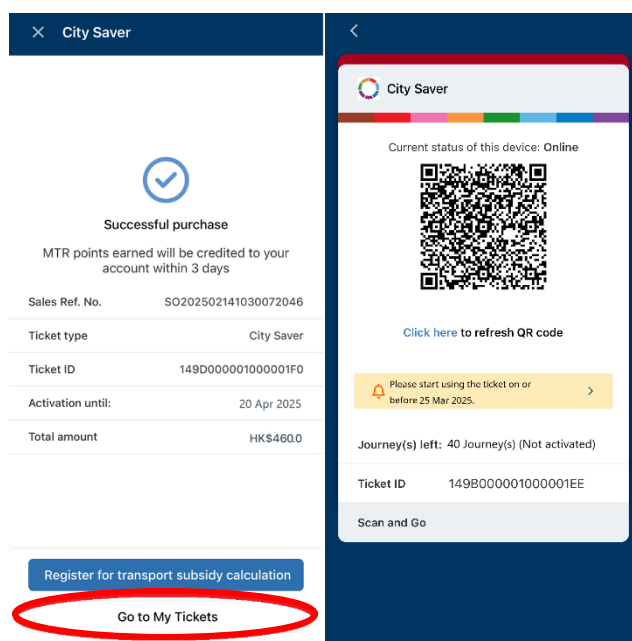 City Saver
Successful purchase
MTR points earned will be credited to your
account within 3 days
Sales Ref. No. SO202502141030072046
Ticket type City Saver
Ticket ID 149D000001000001F0
Activation until: 20 Apr 2025
Total amount HK$460.0
Register for transport subsidy calculation
Go to My Tickets
City Saver
Current status of this device: Online
Click here to refresh QR code
Please start using the ticket on or
before 25 Mar 2025.
Journey(s) left: 40 Journey(s) (Not activated)
Ticket ID 149B000001000001EE
Scan and Go